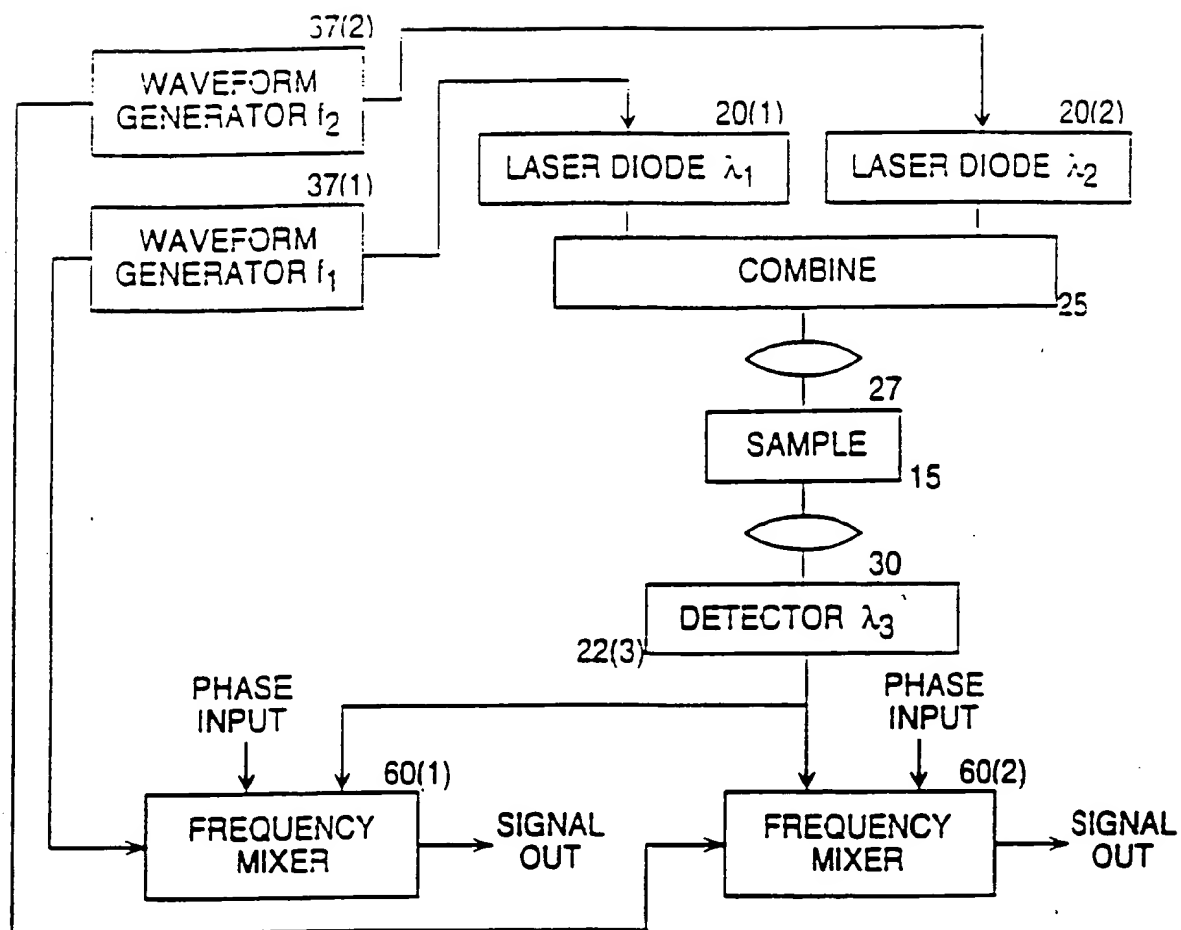 37(2)
WAVEFORM
GENERATOR f2
20(1)
20(2)
LASER DIODE λ1
LASER DIODE λ2
37(1)
WAVEFORM
GENERATOR f1
COMBINE
25
27
SAMPLE
15
30
DETECTOR λ3
22(3)
PHASE
INPUT
PHASE
INPUT
60(1)
60(2)
FREQUENCY
MIXER
SIGNAL
OUT
FREQUENCY
MIXER
SIGNAL
OUT